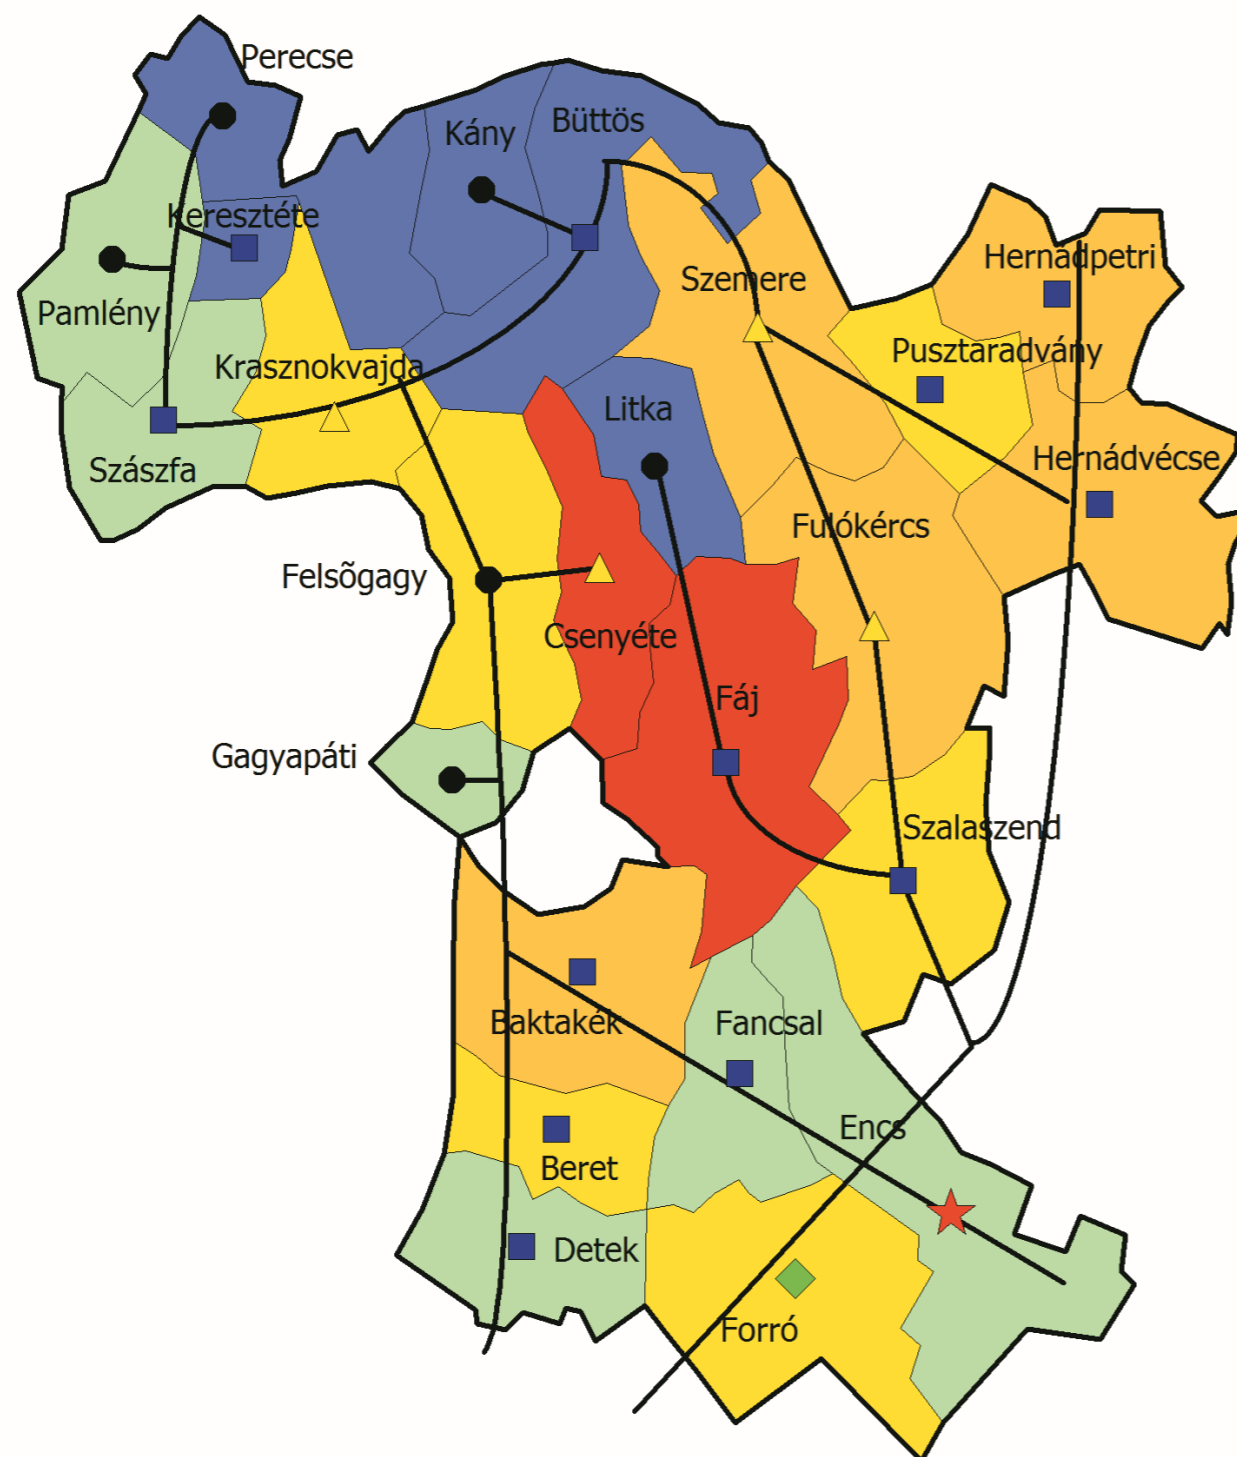 Perecse
Kány
Büttös
Keresztéte
Hernádpetri
Szemere
Pamlény
Pusztaradvány
Krasznokvajda
Litka
Szászfa
Hernádvécse
Fulókércs
Felsõgagy
Csenyéte
Fáj
Gagyapáti
Szalaszend
Baktakék
Fancsal
Encs
Beret
Detek
Forró